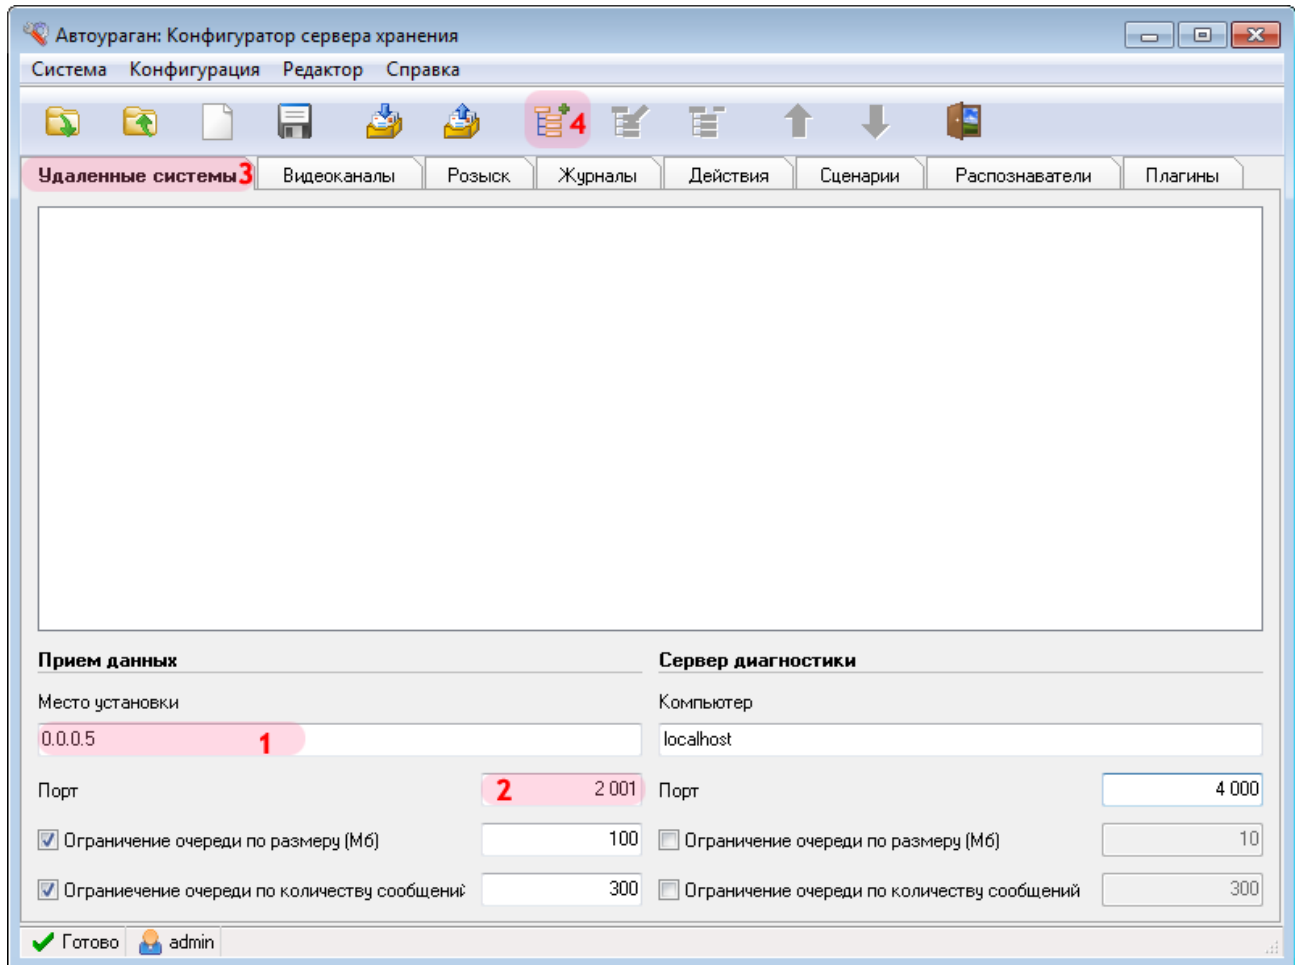 Автоураган: Конфигуратор сервера хранения
Система Конфигурация Редактор Справка
4
Удаленные системы 3 Видеоканалы Розыск Журналы Действия Сценарии Распознаватели Плагины
Прием данных Сервер диагностики
Место установки Компьютер
0.0.0.5 1 localhost
Порт 2 2 001 Порт 4 000
Ограничение очереди по размеру (Мб) 100 Ограничение очереди по размеру (Мб) 10
Ограниечение очереди по количеству сообщений 300 Ограничение очереди по количеству сообщений 300
Готово admin